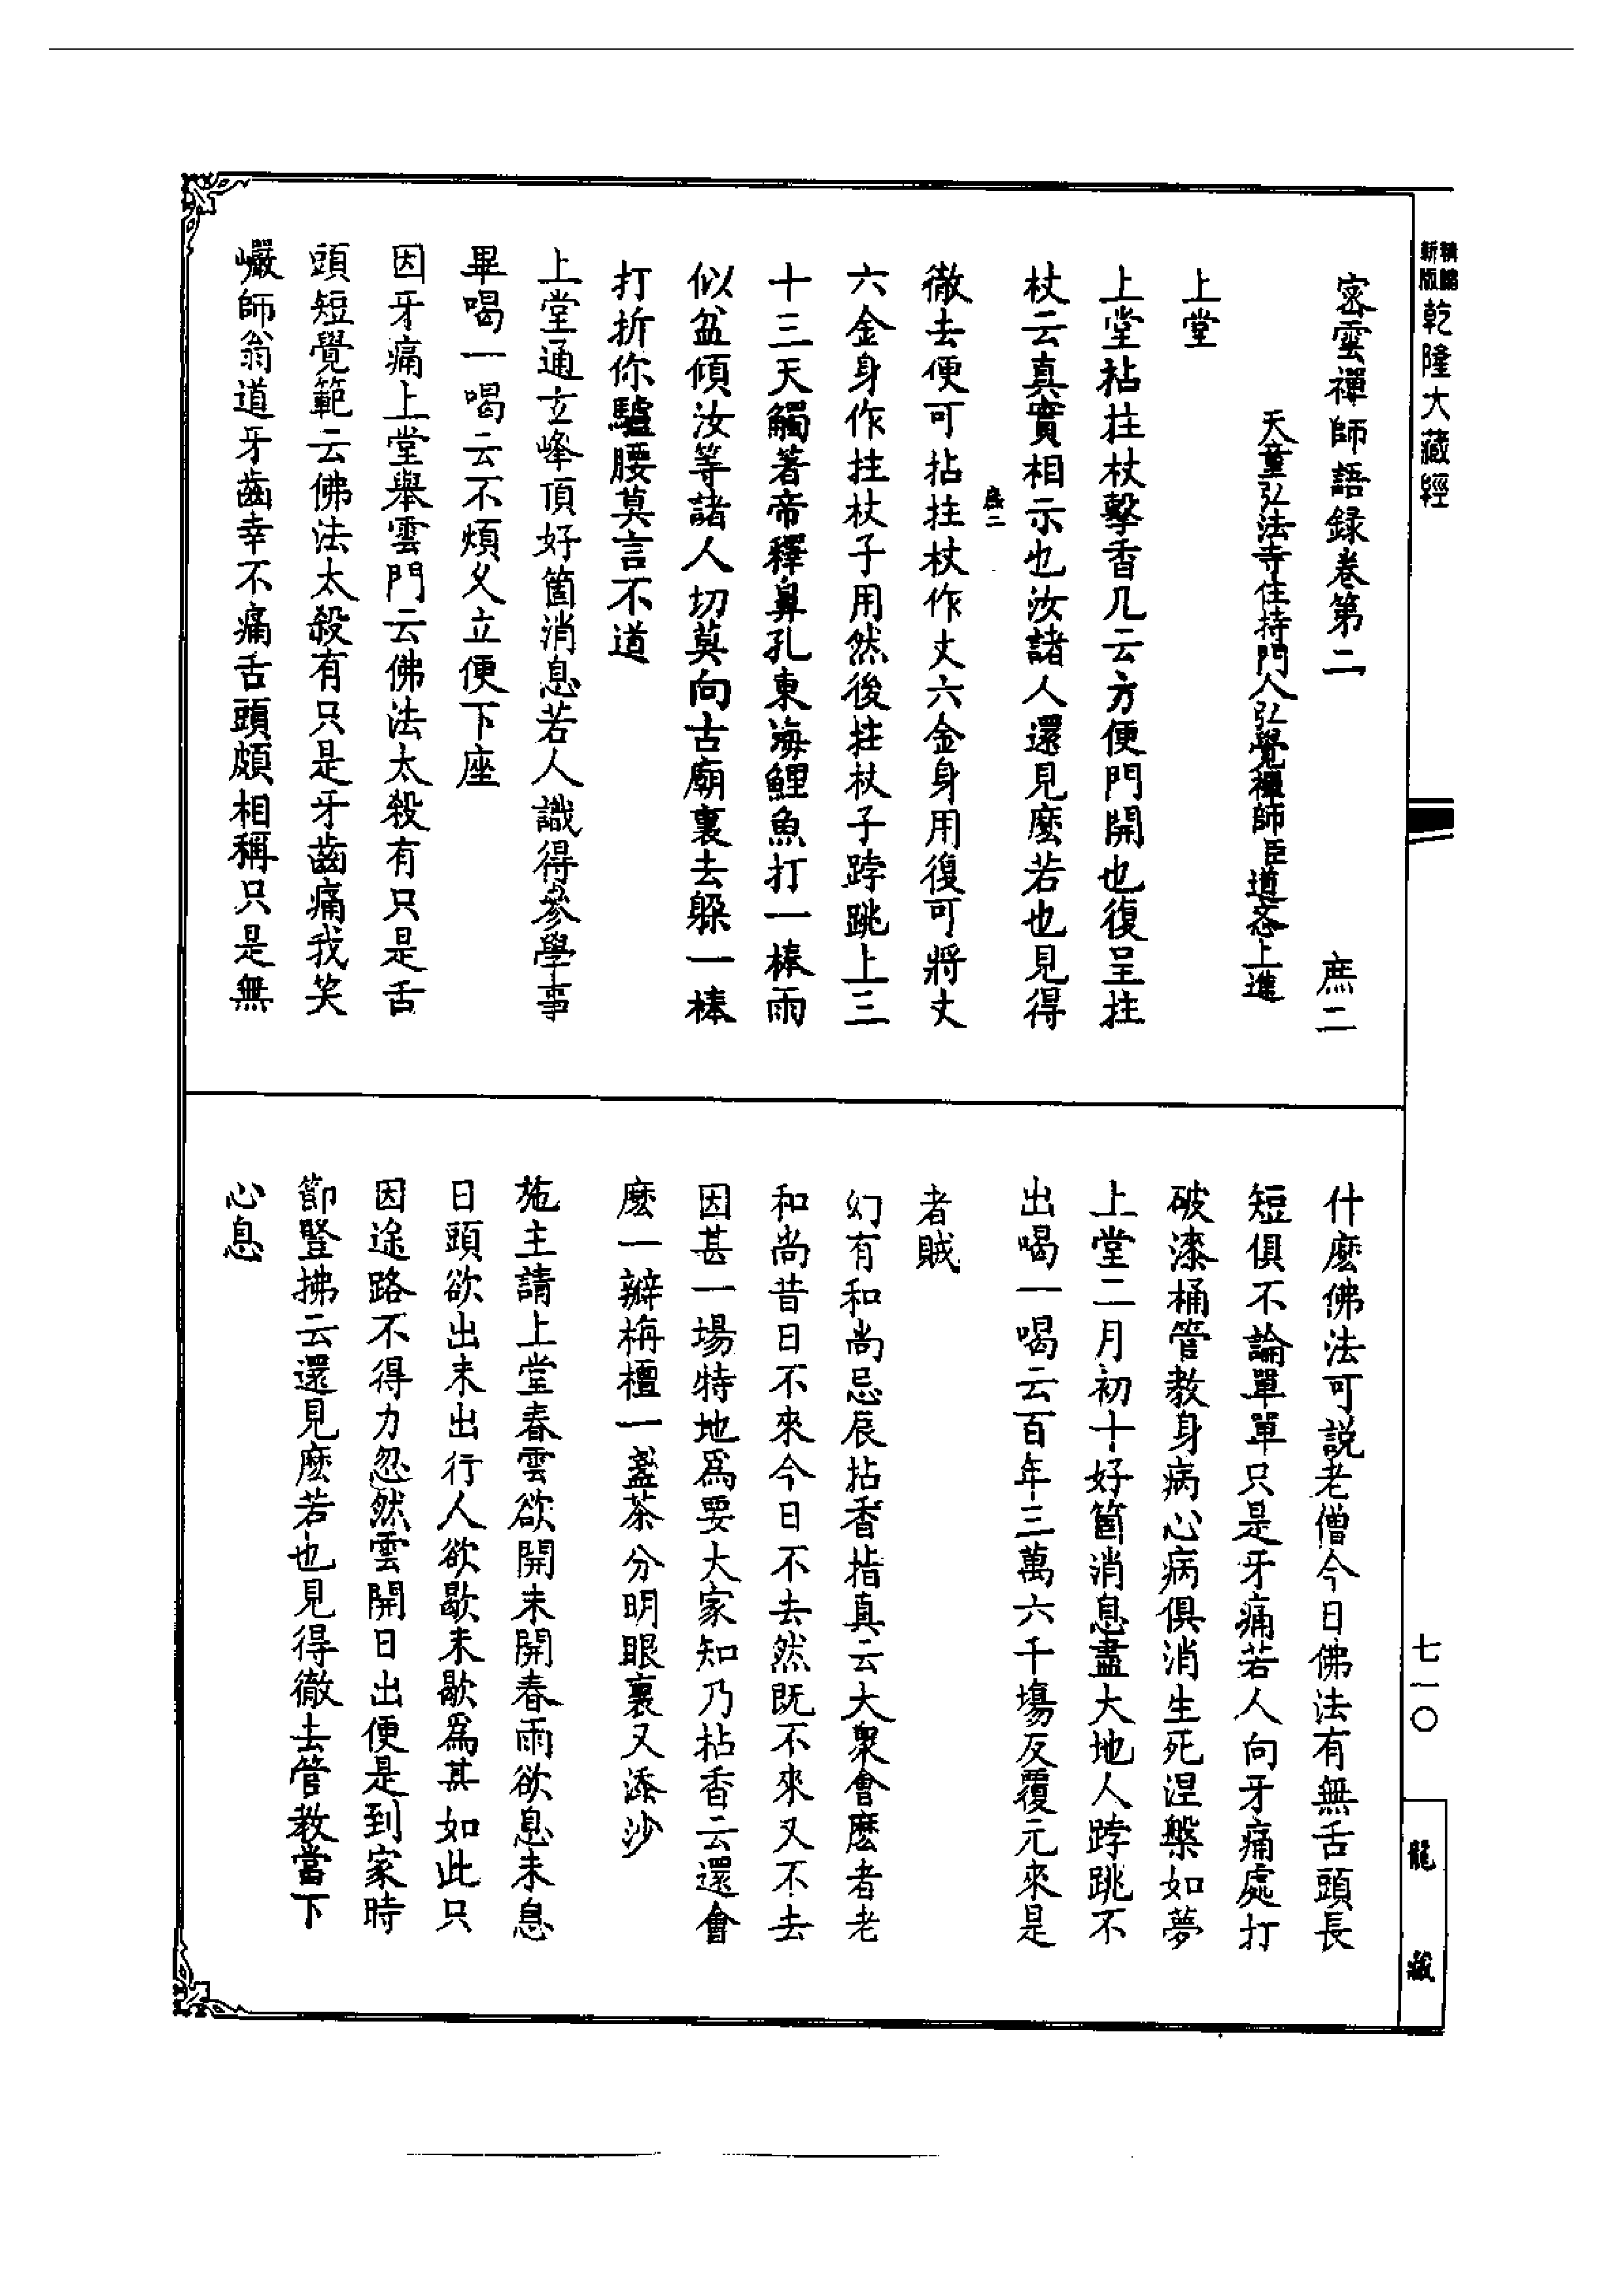 新版精縮乾隆大藏經
密雲禪師語録卷第二 庶二
天童弘法寺住持門人弘覺禪師臣道忞上進
上堂
上堂拈拄杖擊香几云方便門開也復呈拄
杖云真實相示也汝諸人還見麽若也見得
庶二
徹去便可拈拄杖作丈六金身用復可將丈
六金身作拄杖子用然後拄杖子踍跳上三
十三天觸著帝釋鼻孔東海鯉魚打一棒雨
似盆傾汝等諸人切莫向古廟裏去躲一棒
打折你驢腰莫言不道
上堂通立峰頂好箇消息若人識得參學事
畢喝一喝云不煩久立便下座
因牙痛上堂舉雲門云佛法太殺有只是舌
頭短覺範云佛法太殺有只是牙齒痛我笑
巖師翁道牙齒幸不痛舌頭頗相稱只是無
什麽佛法可説老僧今日佛法有無舌頭長
短俱不論單單只是牙痛若人向牙痛處打
破漆桶管教身病心病俱消生死涅槃如夢
上堂二月初十好箇消息盡大地人踍跳不
出喝一喝云百年三萬六千塲反覆元來是
者賊
幻有和尚忌辰拈香指真云大衆會麽者老
和尚昔日不來今日不去然既不來又不去
因甚一場特地爲要大家知乃拈香云還會
麽一瓣栴檀一盞茶分明眼裏又添沙
施主請上堂春雲欲開未開春雨欲息未息
日頭欲出未出行人欲歇未歇爲甚如此只
因途路不得力忽然雲開日出便是到家時
節豎拂云還見麽若也見得徹去管教當下
心息
七一〇
龍藏